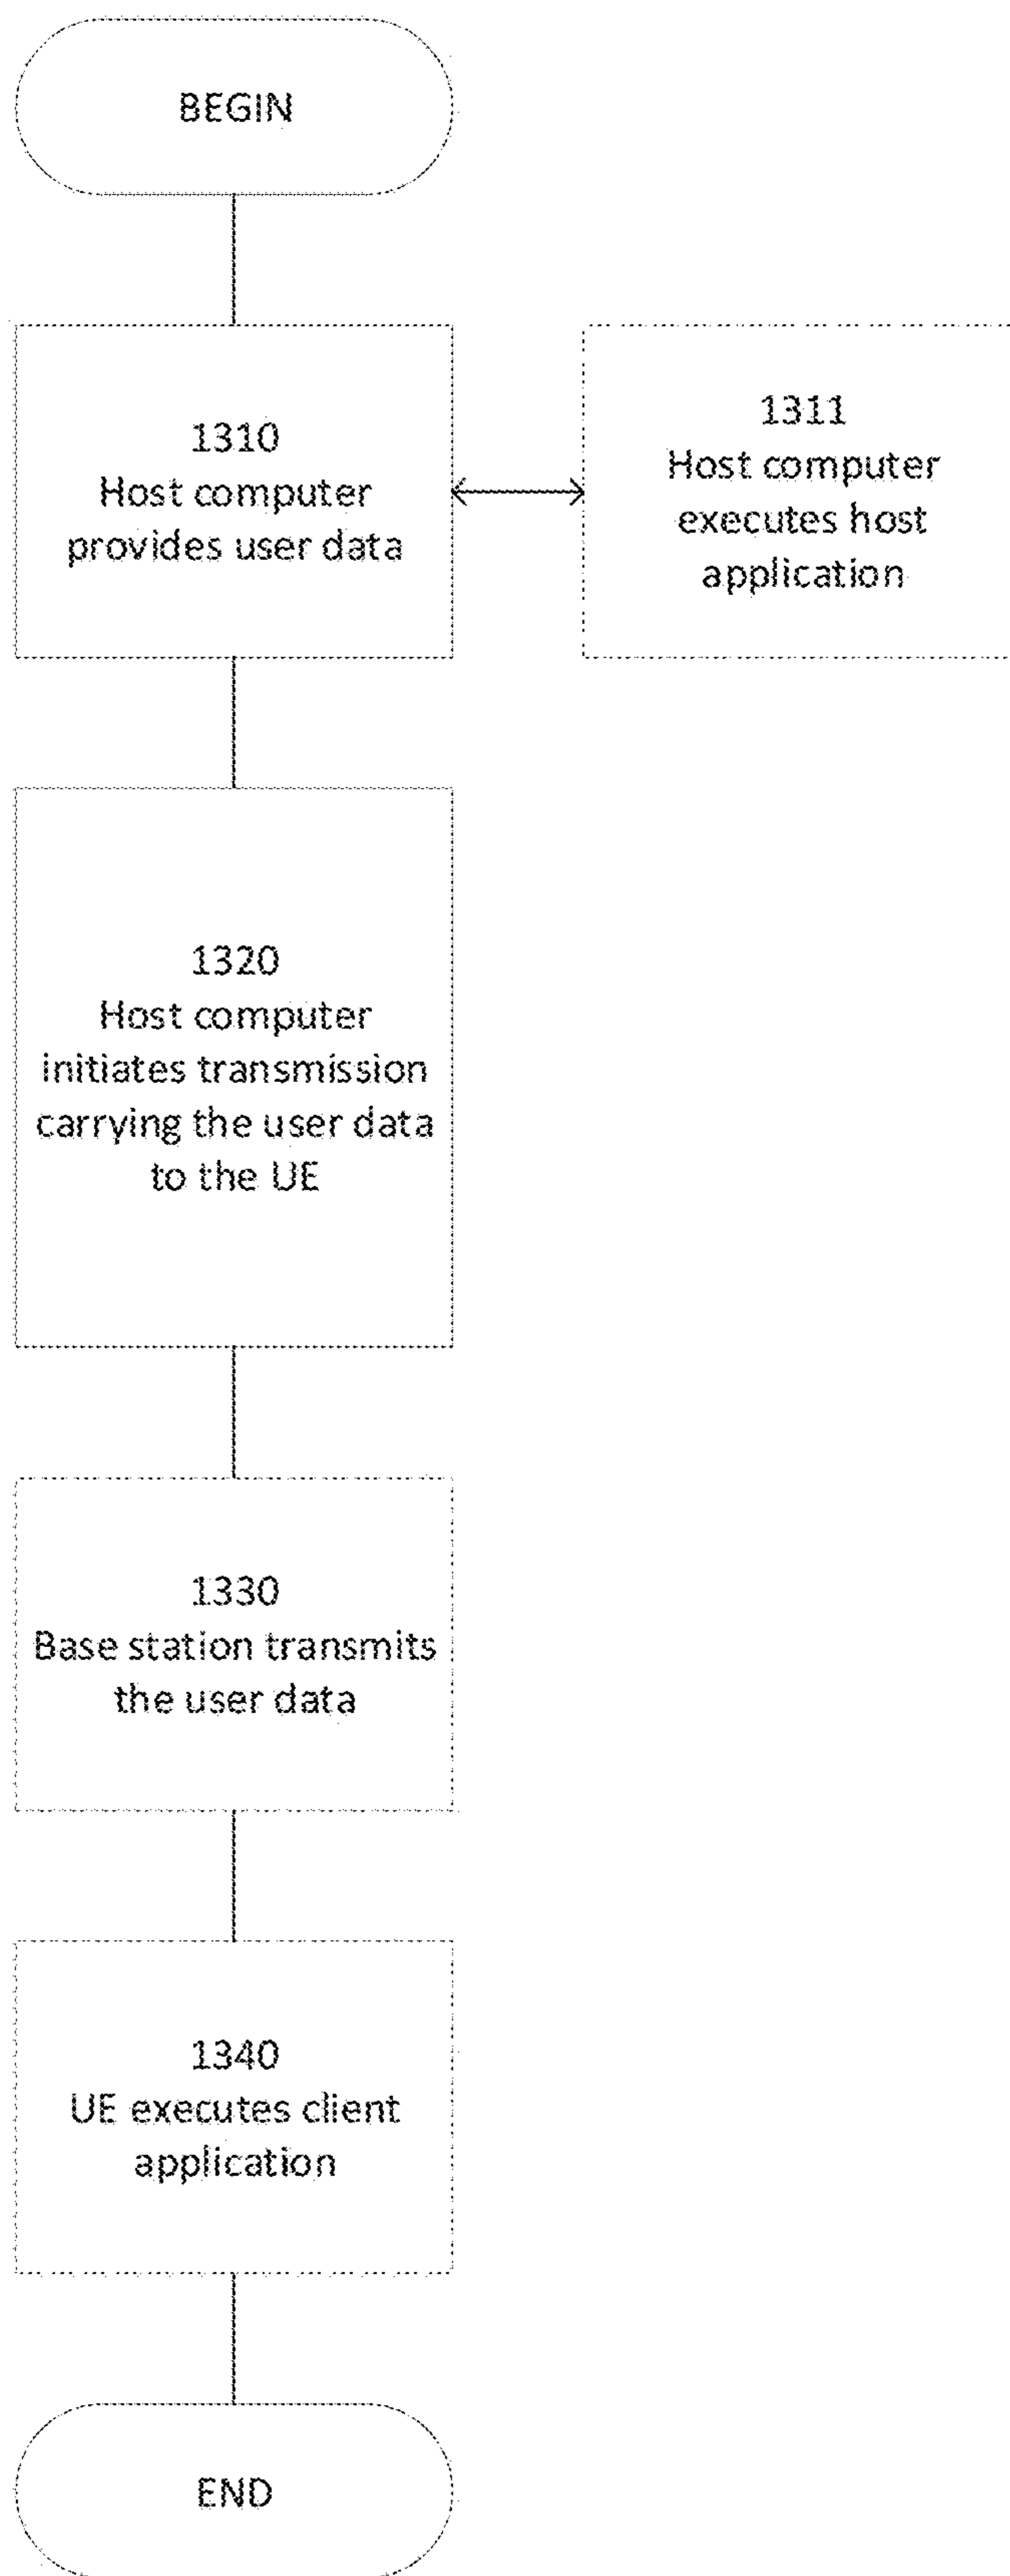 BEGIN
1310
Host computer
provides user data
1311
Host computer
executes host
application
1320
Host computer
initiates transmission
carrying the user data
to the UE
1330
Base station transmits
the user data
1340
UE executes client
application
END